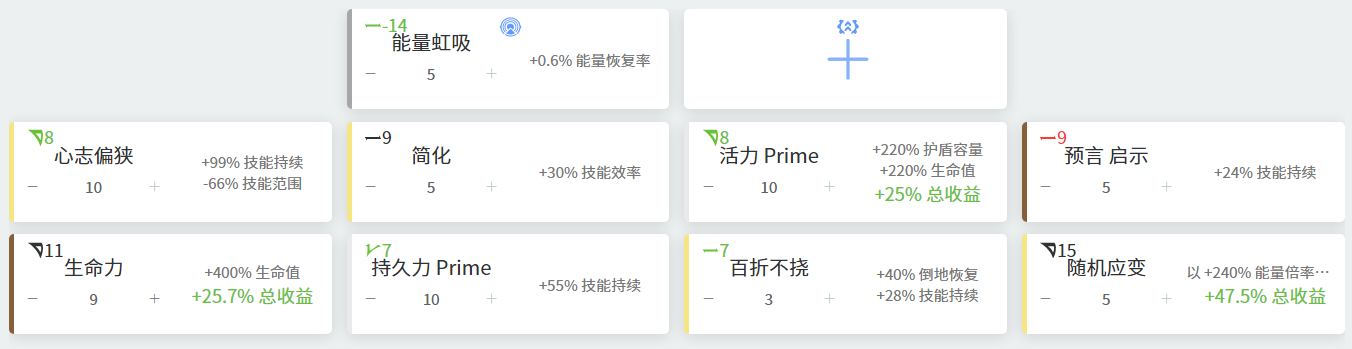 -14
能量虹吸
+0.6% 能量恢复率
− 5 +
8
心志偏狭
+99% 技能持续
-66% 技能范围
− 10 +
9
简化
+30% 技能效率
− 5 +
8
活力 Prime
+220% 护盾容量
+220% 生命值
+25% 总收益
− 10 +
9
预言 启示
+24% 技能持续
− 5 +
11
生命力
+400% 生命值
+25.7% 总收益
− 9 +
7
持久力 Prime
+55% 技能持续
− 10 +
7
百折不挠
+40% 倒地恢复
+28% 技能持续
− 3 +
15
随机应变
以 +240% 能量倍率…
+47.5% 总收益
− 5 +